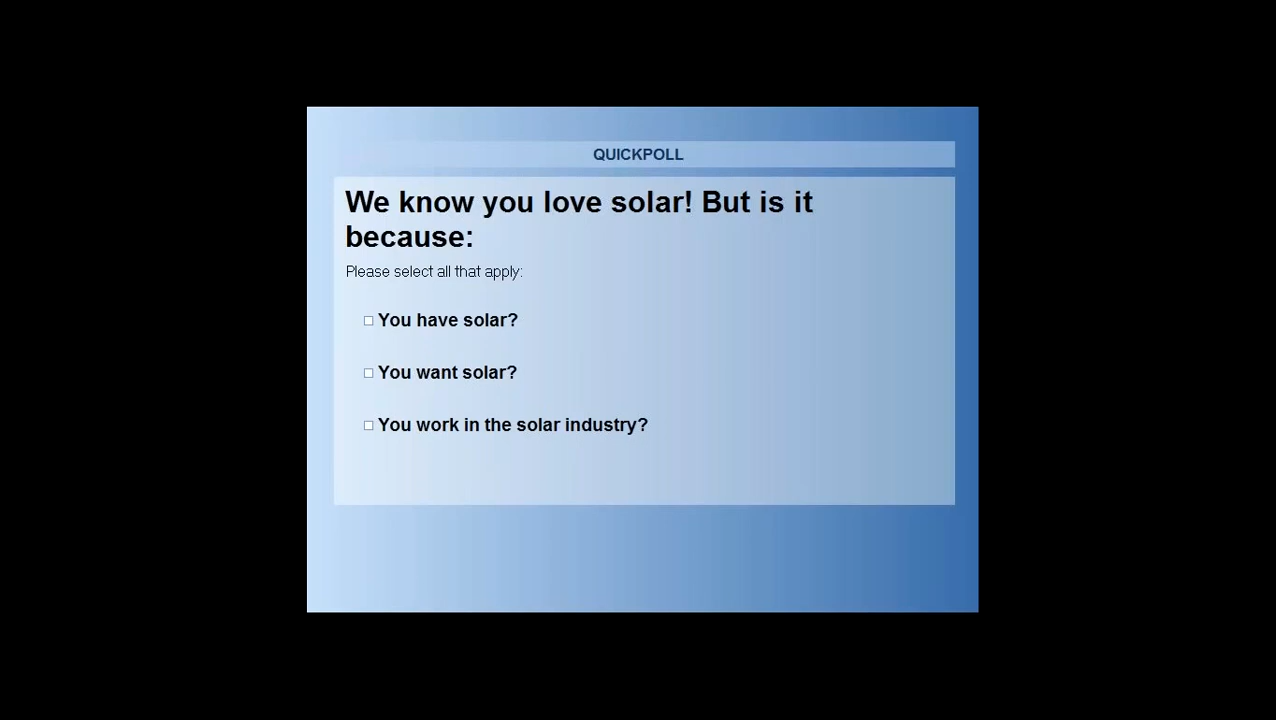 QUICKPOLL
We know you love solar! But is it
because:
Please select all that apply:
You have solar?
You want solar?
You work in the solar industry?